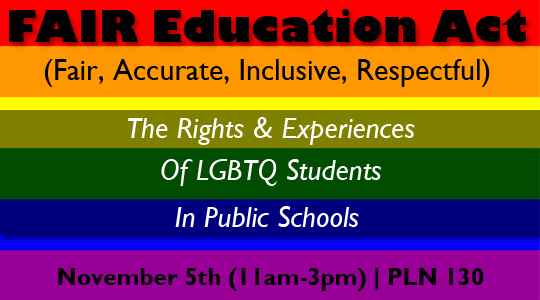 FAIR Education Act
(Fair, Accurate, Inclusive, Respectful)
The Rights & Experiences
Of LGBTQ Students
In Public Schools
November 5th (11am-3pm) | PLN 130